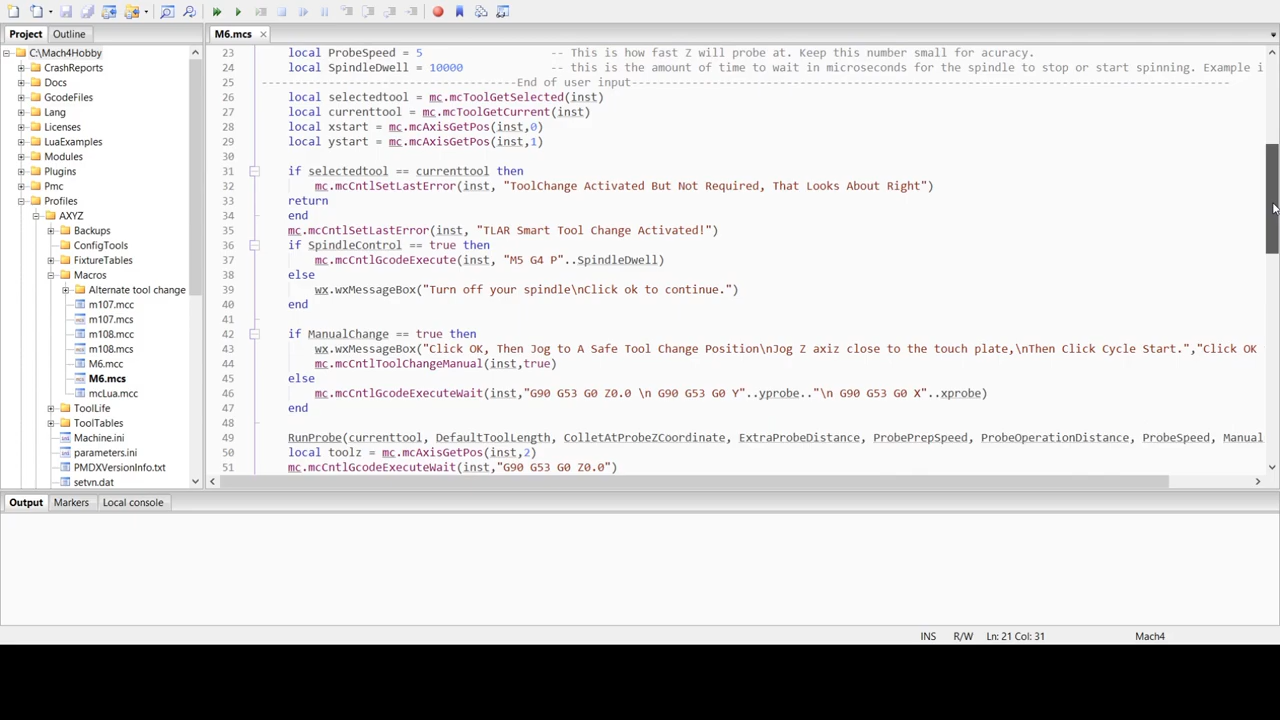 Project
Outline
M6.mcs
C:\Mach4Hobby
CrashReports
Docs
GcodeFiles
Lang
Licenses
LuaExamples
Modules
Plugins
Pmc
Profiles
AXYZ
Backups
ConfigTools
FixtureTables
Macros
Alternate tool change
m107.mcc
m107.mcs
m108.mcc
m108.mcs
M6.mcc
M6.mcs
mcLua.mcc
ToolLife
ToolTables
Machine.ini
parameters.ini
PMDXVersionInfo.txt
setvn.dat
23 local ProbeSpeed = 5 -- This is how fast Z will probe at. Keep this number small for acuracy.
24 local SpindleDwell = 10000 -- this is the amount of time to wait in microseconds for the spindle to stop or start spinning. Example i
25 --------------------------------------End of user input-----------------------------------------------------------------------------------------
26 local selectedtool = mc.mcToolGetSelected(inst)
27 local currenttool = mc.mcToolGetCurrent(inst)
28 local xstart = mc.mcAxisGetPos(inst,0)
29 local ystart = mc.mcAxisGetPos(inst,1)
30
31 if selectedtool == currenttool then
32 mc.mcCntlSetLastError(inst, "ToolChange Activated But Not Required, That Looks About Right")
33 return
34 end
35 mc.mcCntlSetLastError(inst, "TLAR Smart Tool Change Activated!")
36 if SpindleControl == true then
37 mc.mcCntlGcodeExecute(inst, "M5 G4 P"..SpindleDwell)
38 else
39 wx.wxMessageBox("Turn off your spindle\nClick ok to continue.")
40 end
41
42 if ManualChange == true then
43 wx.wxMessageBox("Click OK, Then Jog to A Safe Tool Change Position\nJog Z axiz close to the touch plate,\nThen Click Cycle Start.","Click OK
44 mc.mcCntlToolChangeManual(inst,true)
45 else
46 mc.mcCntlGcodeExecuteWait(inst,"G90 G53 G0 Z0.0 \n G90 G53 G0 Y"..yprobe.."\n G90 G53 G0 X"..xprobe)
47 end
48
49 RunProbe(currenttool, DefaultToolLength, ColletAtProbeZCoordinate, ExtraProbeDistance, ProbePrepSpeed, ProbeOperationDistance, ProbeSpeed, Manual
50 local toolz = mc.mcAxisGetPos(inst,2)
51 mc.mcCntlGcodeExecuteWait(inst,"G90 G53 G0 Z0.0")
Output
Markers
Local console
INS
R/W
Ln: 21 Col: 31
Mach4